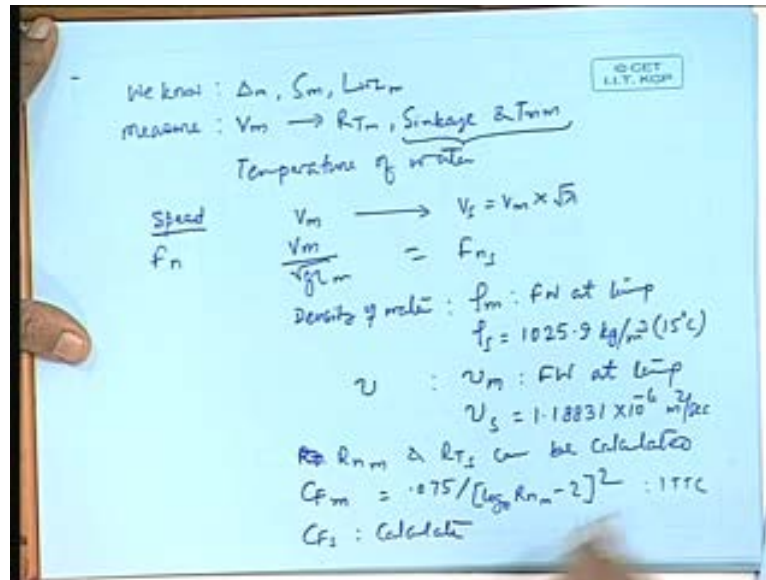 © CET
I.I.T. KGP
We know : Δm, Sm, LWLm
Measure : Vm → RTm, Sinkage & Trim
Temperature of water
Speed Vm → Vs = Vm × √λ
Fn Vm/√gLm = Fns
Density of water : ρm : FW at temp
ρs = 1025.9 kg/m³ (15°C)
ν : νm : FW at temp
νs = 1.18831 × 10⁻⁶ m²/sec
Rnm & RTs can be calculated
CFm = .075/[log₁₀ Rnm - 2]² : ITTC
CFs : Calculate